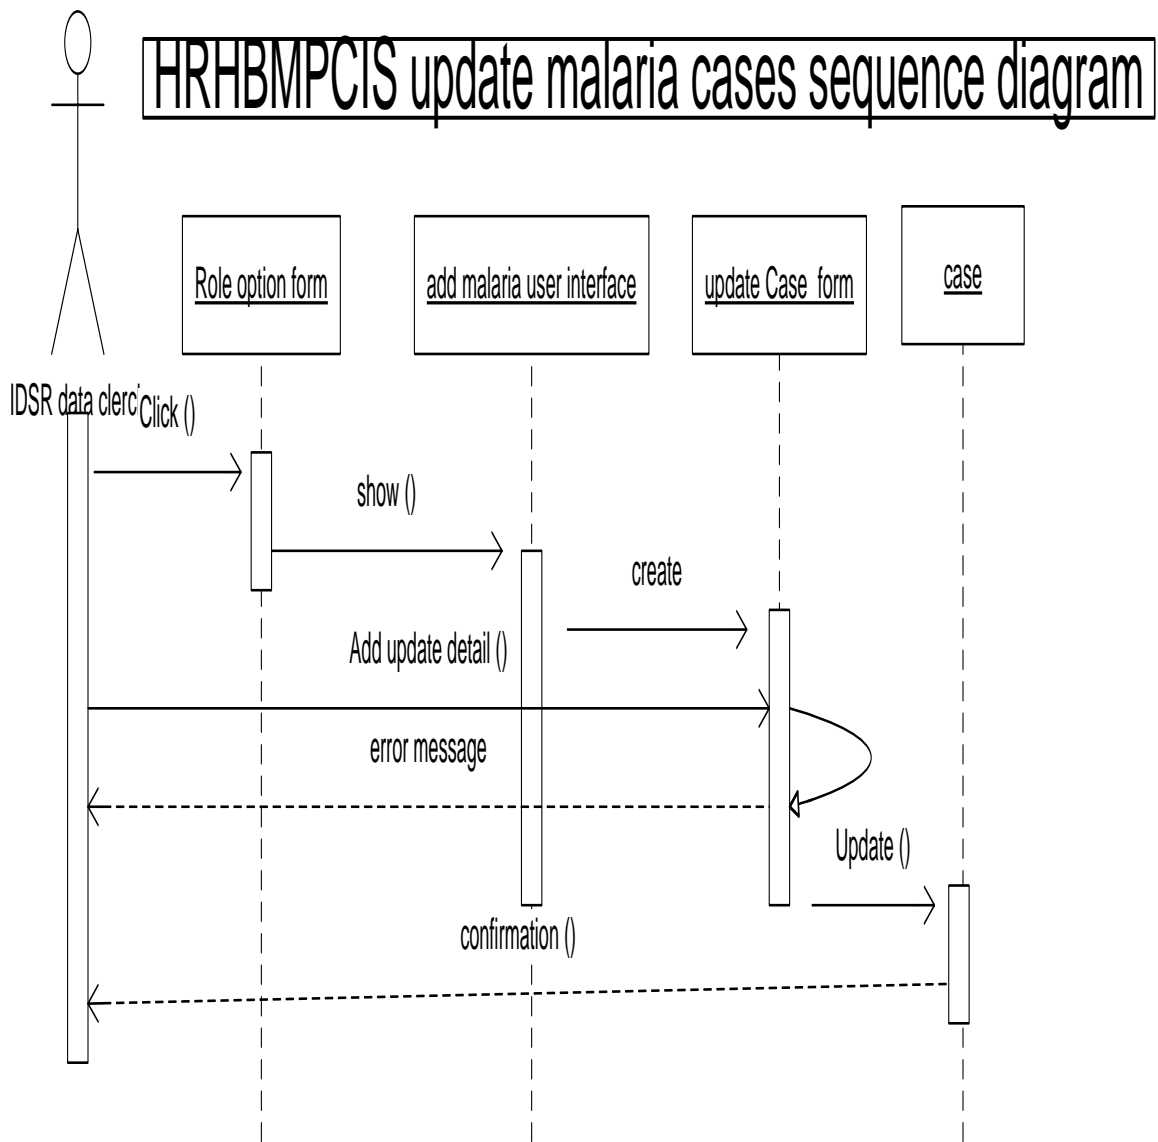 HRHBMPCIS update malaria cases sequence diagram
Role option form
add malaria user interface
update Case form
case
IDSR data clerc
Click ()
show ()
create
Add update detail ()
error message
Update ()
confirmation ()